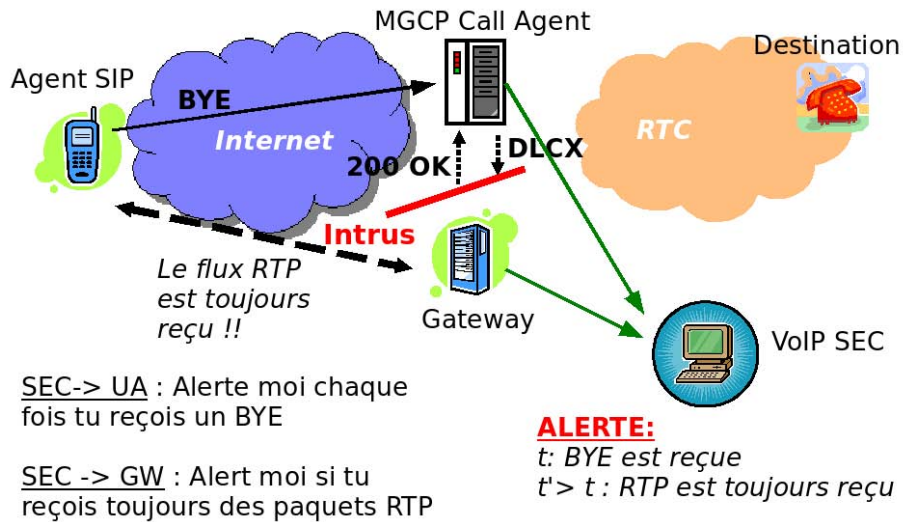 MGCP Call Agent
Destination
Agent SIP
BYE
Internet
RTC
200 OK
DLCX
Intrus
Le flux RTP
est toujours
reçu !!
Gateway
VoIP SEC
SEC-> UA : Alerte moi chaque
fois tu reçois un BYE
SEC -> GW : Alert moi si tu
reçois toujours des paquets RTP
ALERTE:
t: BYE est reçue
t'> t : RTP est toujours reçu